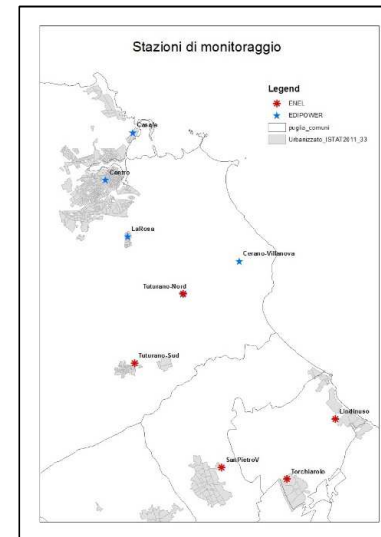 Stazioni di monitoraggio
Legend
ENEL
EDIPOWER
puglia_comuni
Urbanizzato_ISTAT2011_33
Casale
Centro
LaRosa
Cerano-Villanova
Tuturano-Nord
Tuturano-Sud
Lindinuso
SanPietroV
Torchiarolo